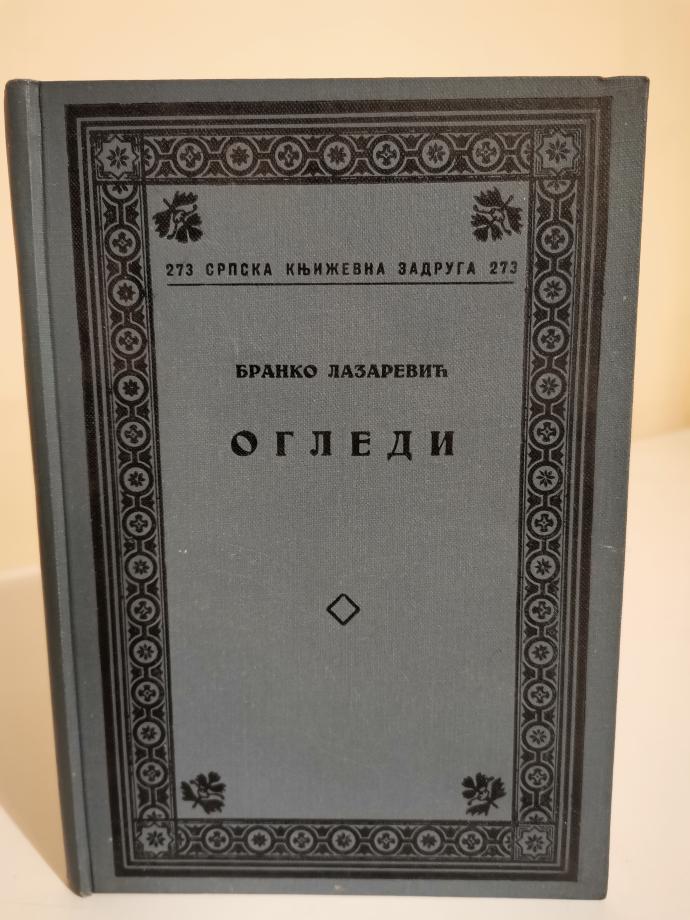 273 СРПСКА КЊИЖЕВНА ЗАДРУГА 273
БРАНКО ЛАЗАРЕВИЋ
ОГЛЕДИ